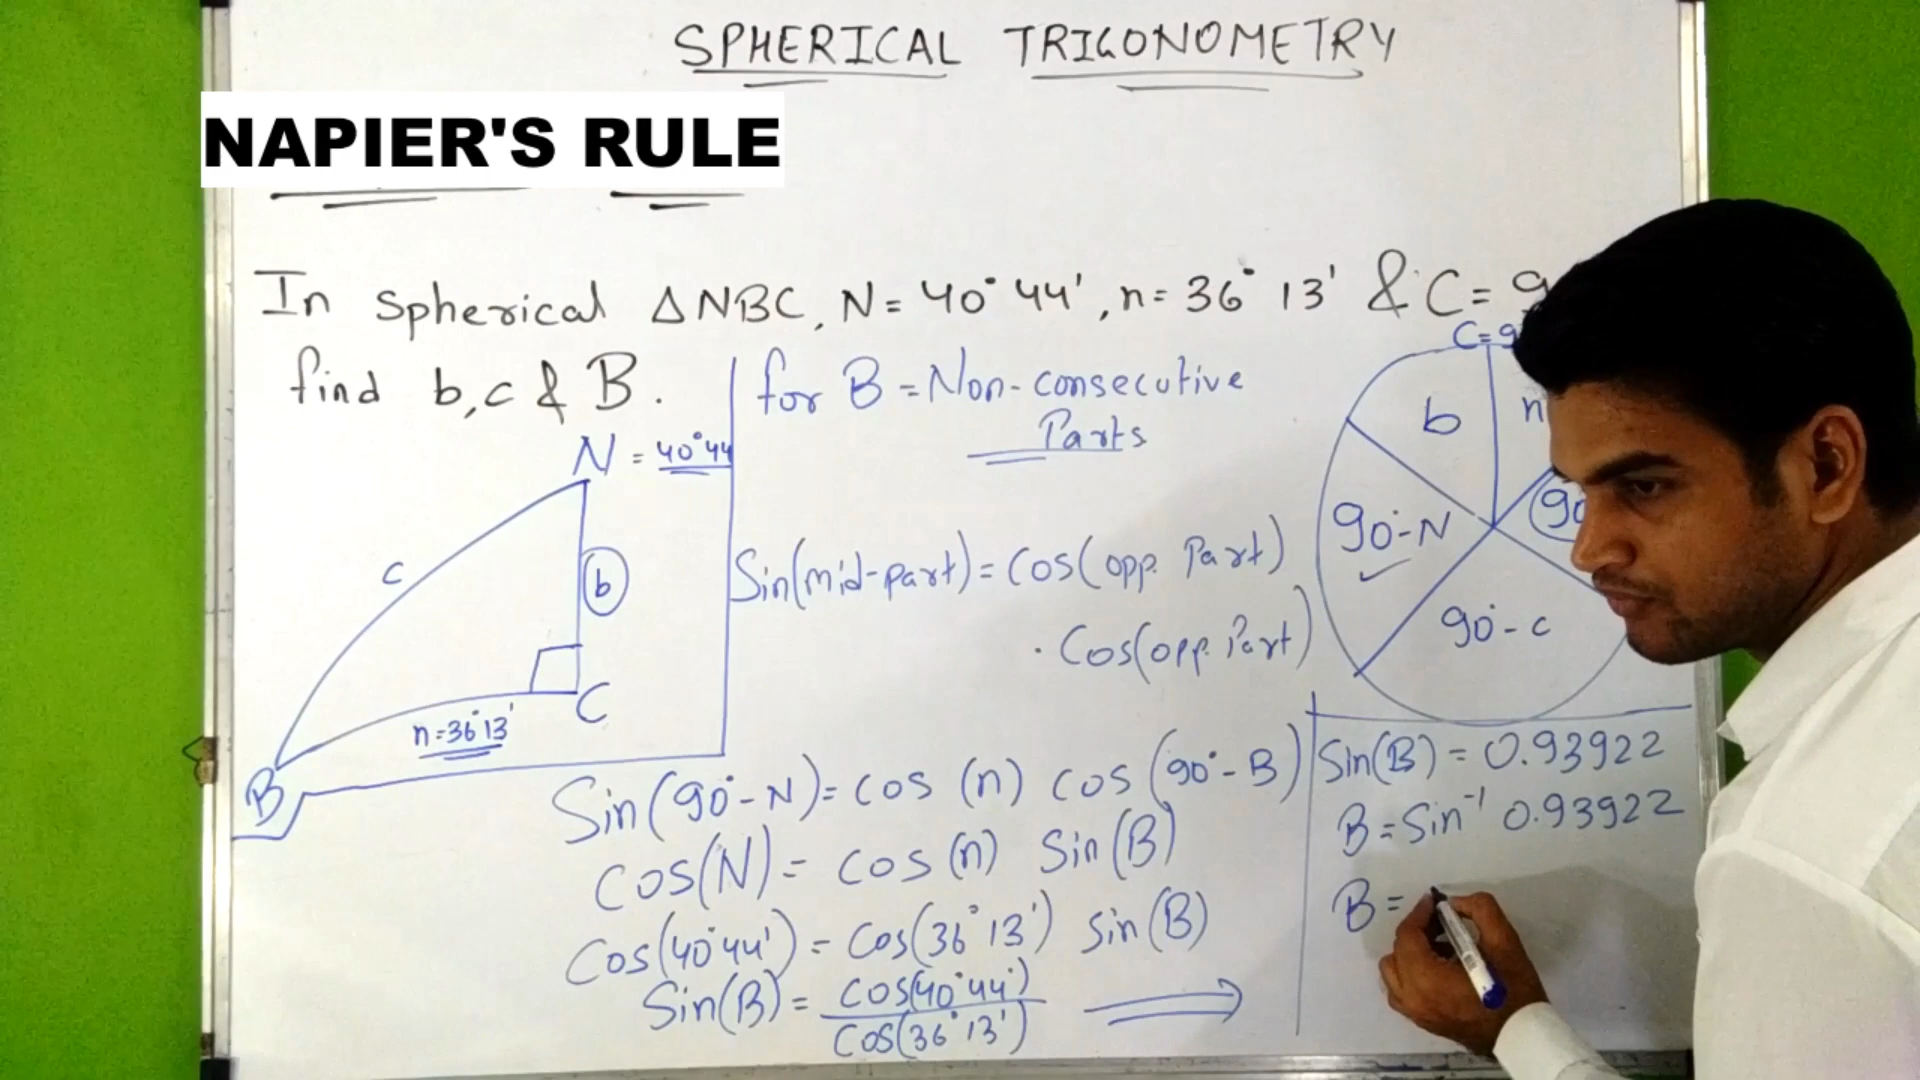 SPHERICAL TRIGONOMETRY
NAPIER'S RULE
In spherical ΔNBC, N = 40° 44', n = 36° 13' & C = 9
find b, c & B.
N = 40°44
c
b
C
n = 36°13'
B
for B = Non-consecutive
Parts
Sin(mid-part) = Cos(opp. Part)
. Cos(opp. Part)
Sin(90°-N) = cos (n) cos (90°-B)
cos(N) = cos (n) Sin(B)
Cos(40°44') = Cos(36°13') Sin(B)
Sin(B) = Cos(40°44') / Cos(36°13')
C = 9
b
n
90°-N
90
90°-c
Sin(B) = 0.93922
B = Sin⁻¹ 0.93922
B =